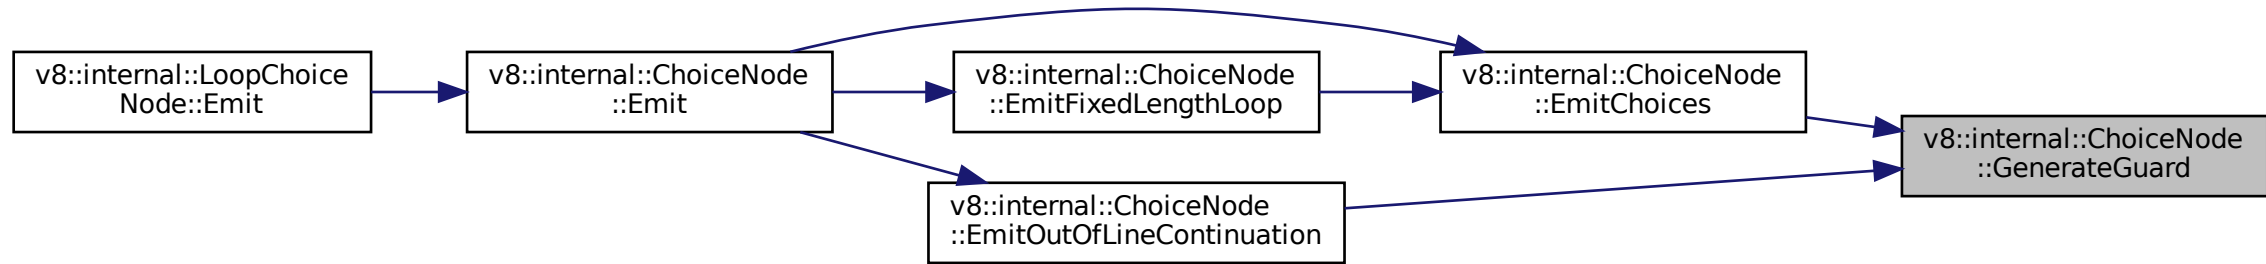 v8::internal::LoopChoice
Node::Emit
v8::internal::ChoiceNode
::Emit
v8::internal::ChoiceNode
::EmitFixedLengthLoop
v8::internal::ChoiceNode
::EmitChoices
v8::internal::ChoiceNode
::GenerateGuard
v8::internal::ChoiceNode
::EmitOutOfLineContinuation